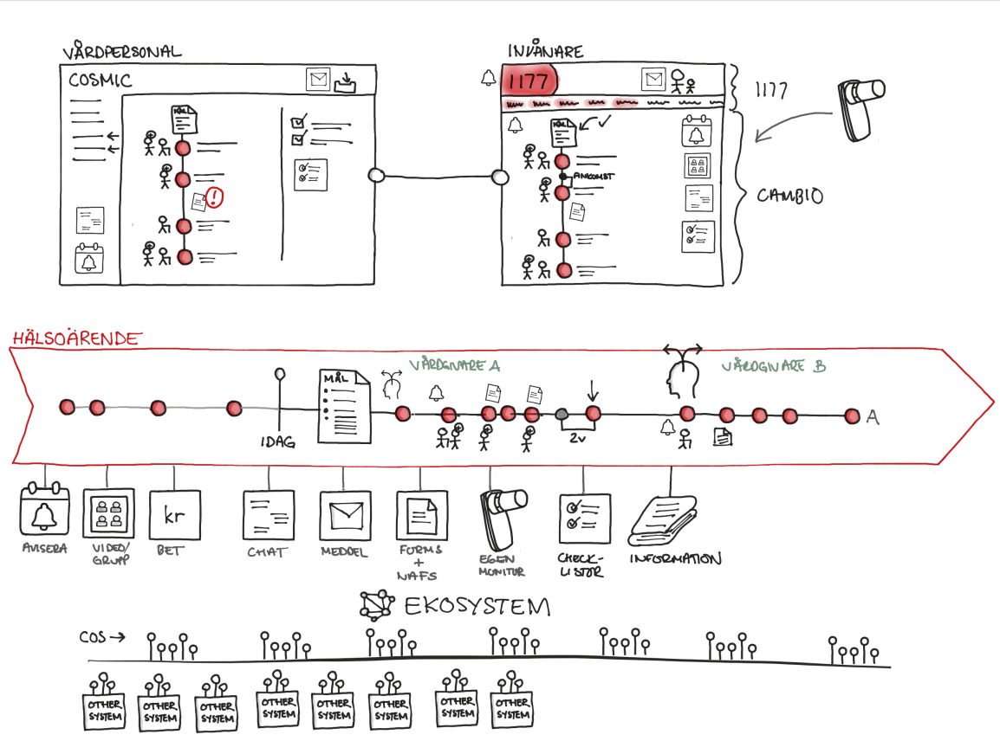 VÅRDPERSONAL
COSMIC
MÅL
!
INVÅNARE
1177
MÅL
ANKOMST
1177
CAMBIO
HÄLSOÄRENDE
IDAG
MÅL
VÅRDGIVARE A
2v
VÅRDGIVARE B
A
AVISERA
VIDEO/
GRUPP
kr
BET
CHAT
MEDDEL
FORMS
+
NAFS
EGEN
MONITOR
CHECK-
LISTOR
INFORMATION
EKOSYSTEM
COS →
OTHER
SYSTEM
OTHER
SYSTEM
OTHER
SYSTEM
OTHER
SYSTEM
OTHER
SYSTEM
OTHER
SYSTEM
OTHER
SYSTEM
OTHER
SYSTEM